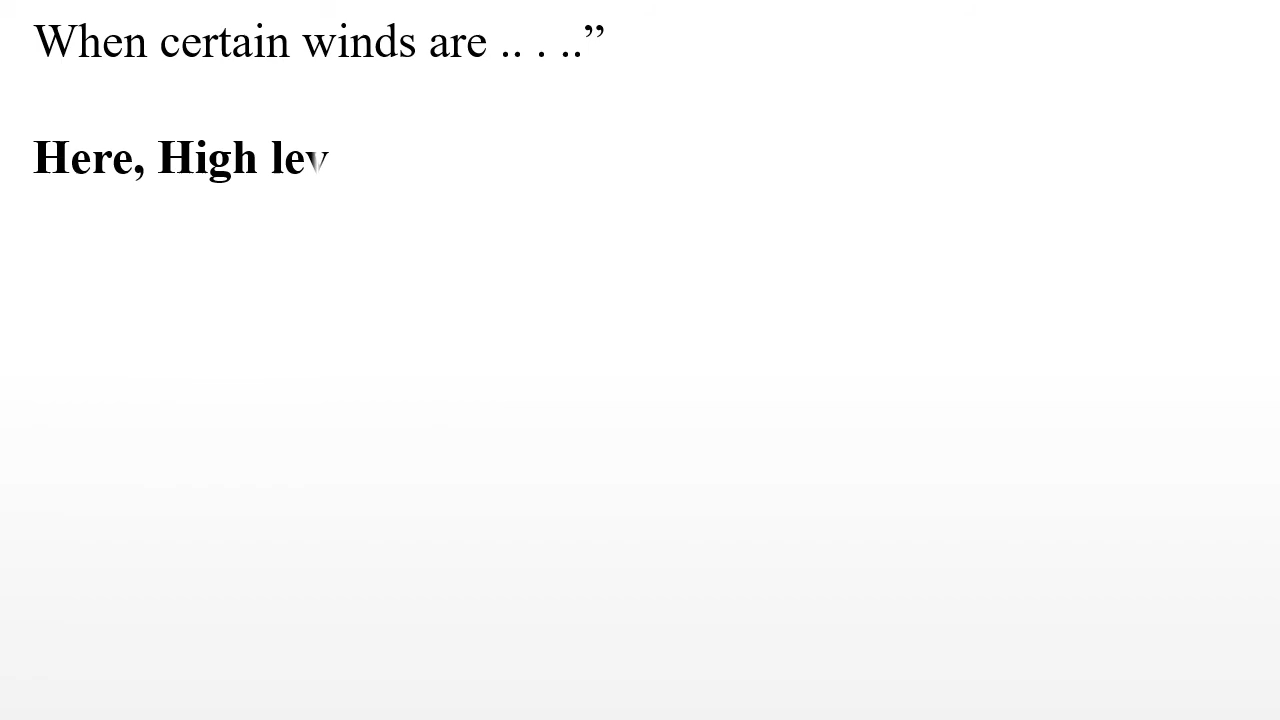 When certain winds are .. . ..”
Here, High lev